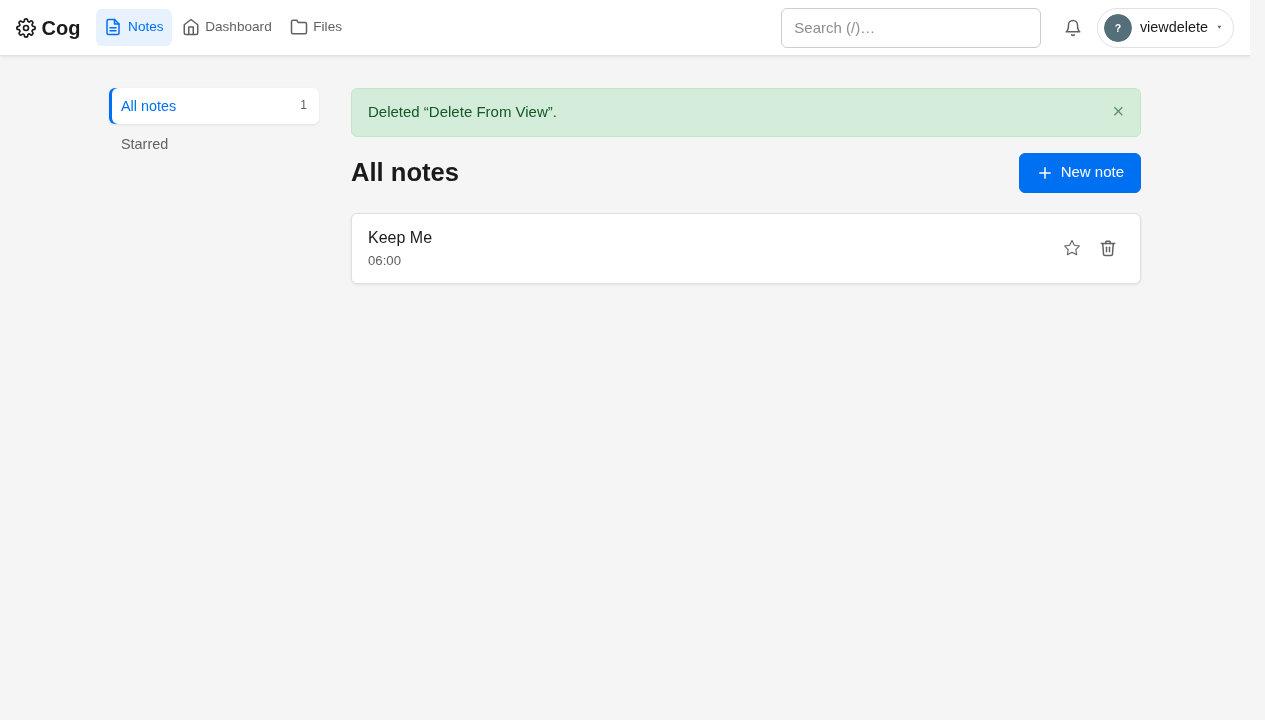 Cog
Notes
Dashboard
Files
Search (/)…
?
viewdelete
All notes
1
Starred
Deleted “Delete From View”.
All notes
New note
Keep Me
06:00